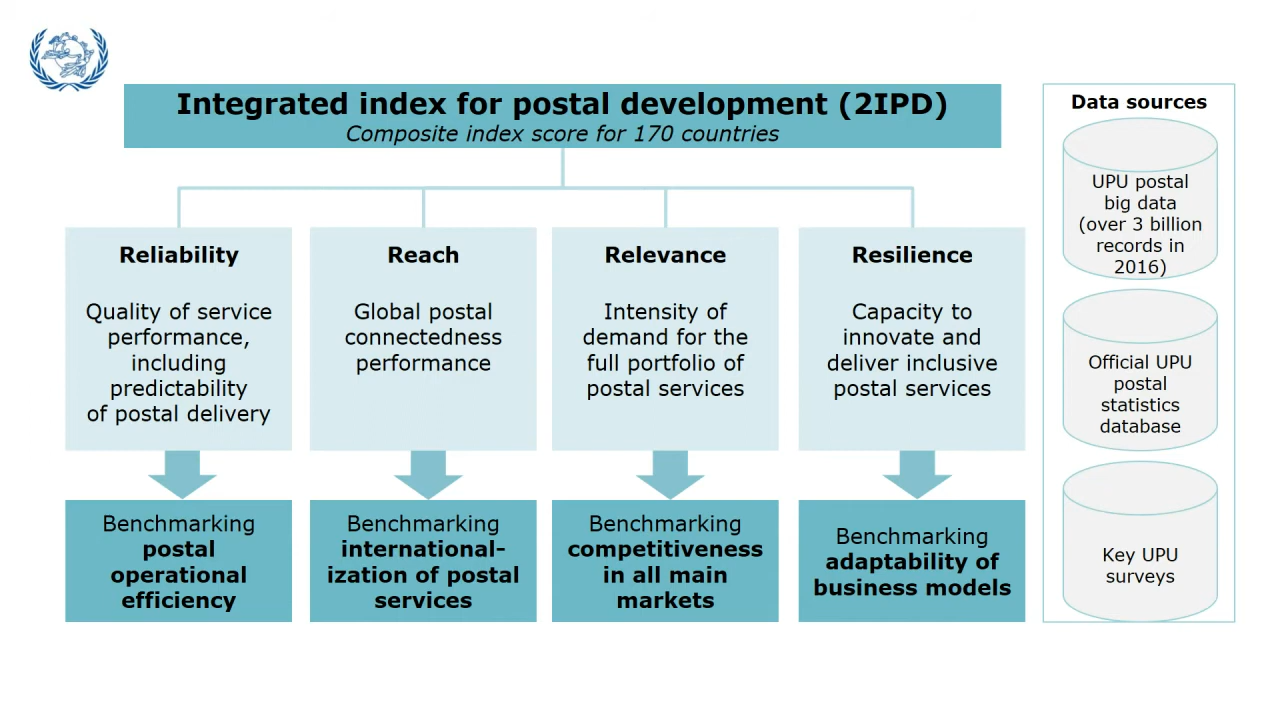 Integrated index for postal development (2IPD)
Composite index score for 170 countries
Reliability
Quality of service
performance,
including
predictability
of postal delivery
Benchmarking
postal
operational
efficiency
Reach
Global postal
connectedness
performance
Benchmarking
international-
ization of postal
services
Relevance
Intensity of
demand for the
full portfolio of
postal services
Benchmarking
competitiveness
in all main
markets
Resilience
Capacity to
innovate and
deliver inclusive
postal services
Benchmarking
adaptability of
business models
Data sources
UPU postal
big data
(over 3 billion
records in
2016)
Official UPU
postal
statistics
database
Key UPU
surveys